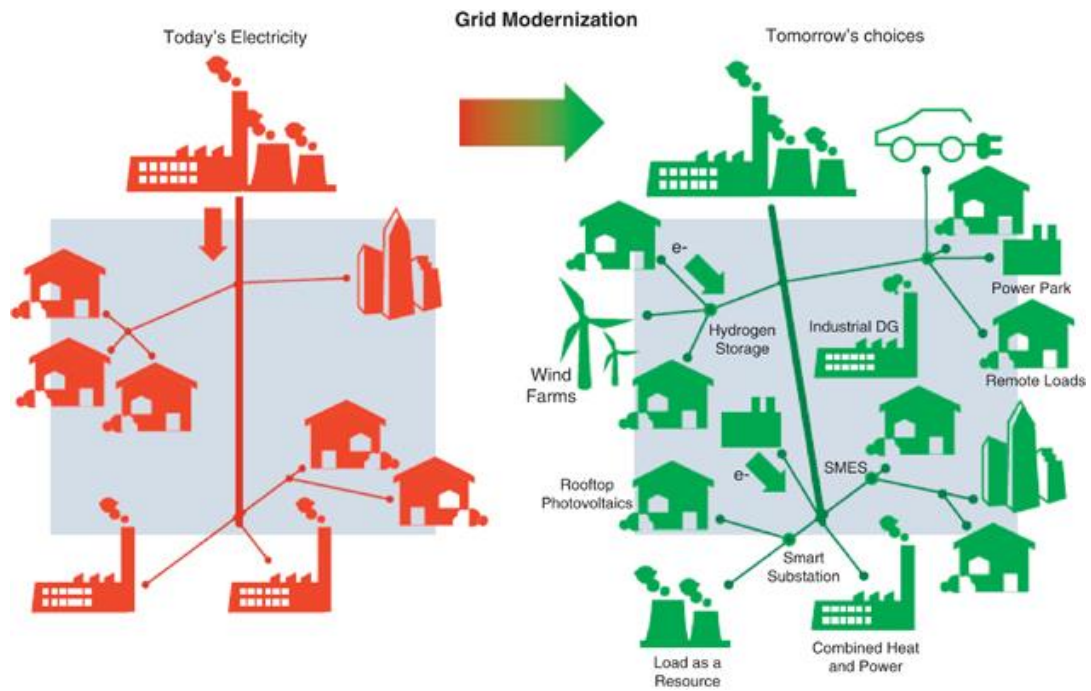 Grid Modernization
Today's Electricity
Tomorrow's choices
e-
Power Park
Hydrogen
Storage
Industrial DG
Wind
Farms
Remote Loads
SMES
Rooftop
Photovoltaics
e-
Smart
Substation
Load as a
Resource
Combined Heat
and Power